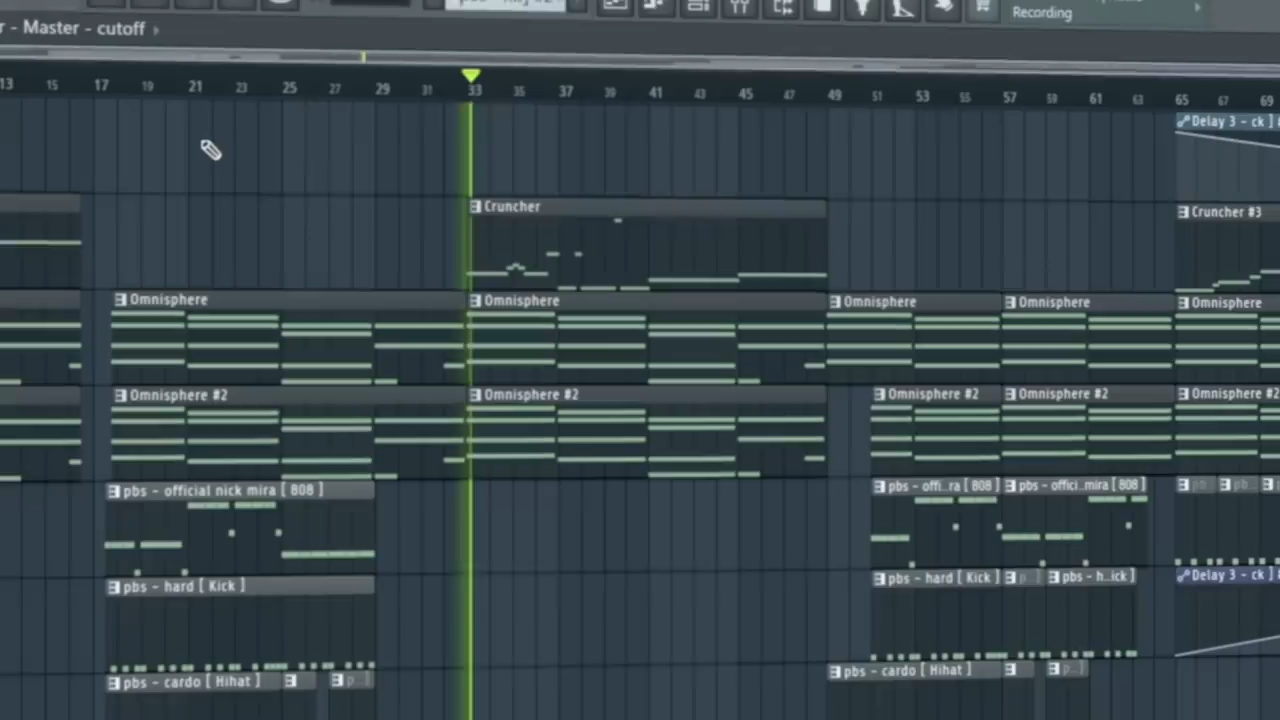 Recording
r - Master - cutoff
13 15 17 19 21 23 25 27 29 31 33 35 37 39 41 43 45 47 49 51 53 55 57 59 61 63 65 67 69
Delay 3 - ck ]
Cruncher
Cruncher #3
Omnisphere
Omnisphere
Omnisphere
Omnisphere
Omnisphere
Omnisphere #2
Omnisphere #2
Omnisphere #2
Omnisphere #2
Omnisphere #2
pbs - official nick mira [ 808 ]
pbs - offi..ra [ 808 ]
pbs - offici..mira [ 808 ]
pb..
pbs - hard [ Kick ]
pbs - hard [ Kick ]
p..
pbs - h..ick ]
Delay 3 - ck ]
pbs - cardo [ Hihat ]
p..]
pbs - cardo [ Hihat ]
p..]